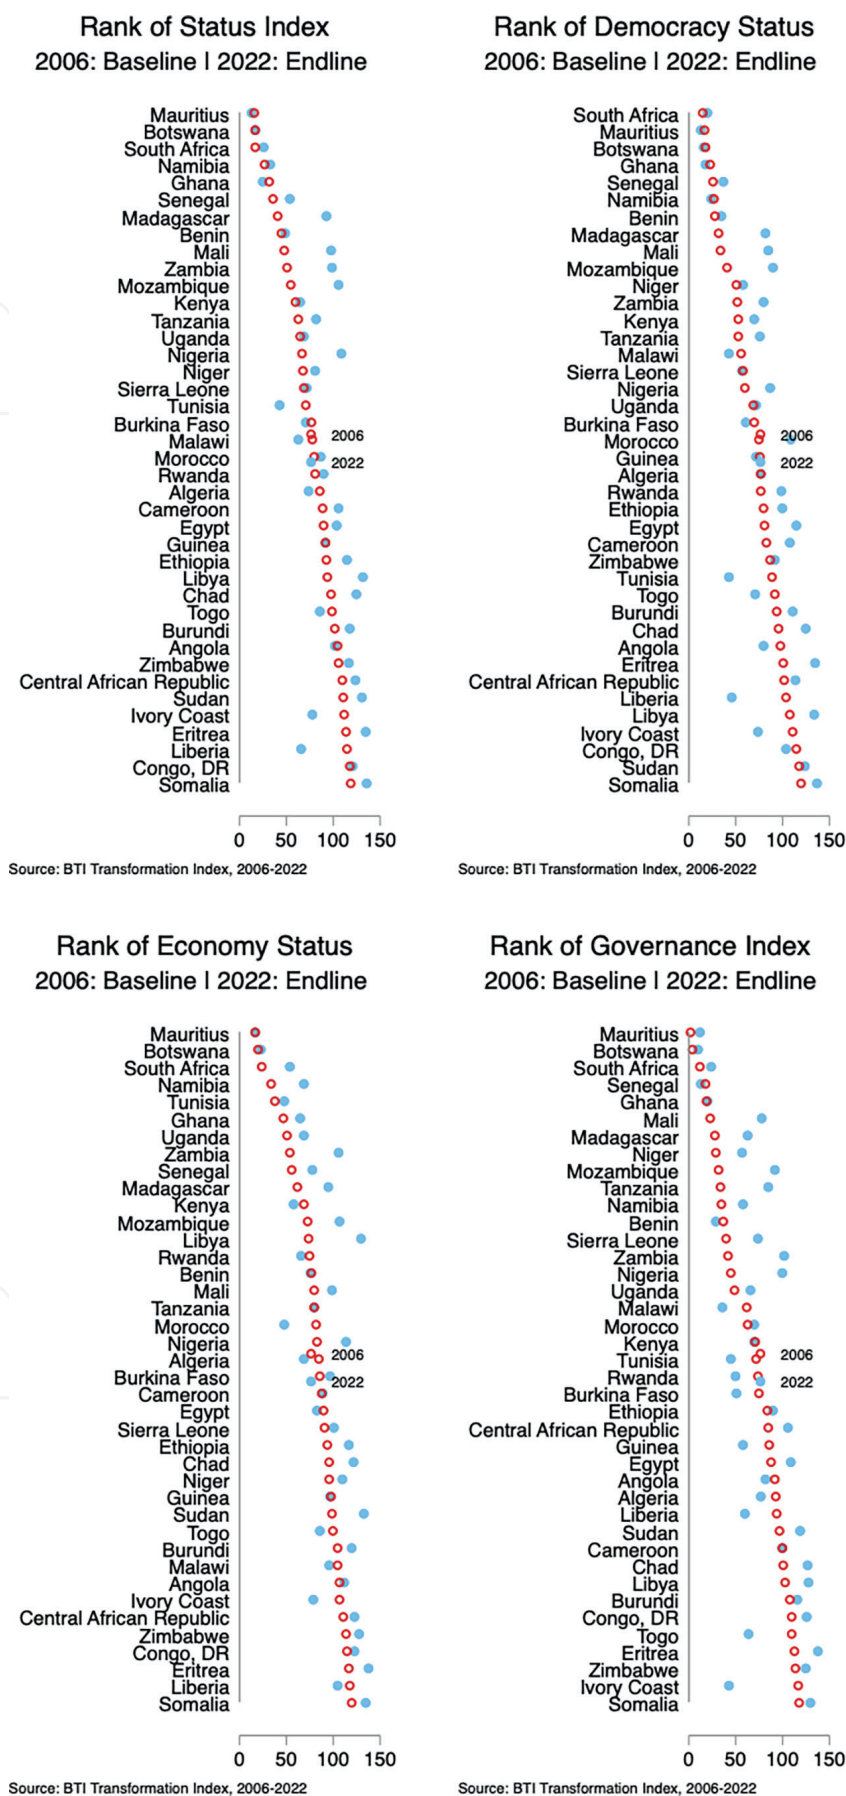 Rank of Status Index
2006: Baseline | 2022: Endline
Mauritius
Botswana
South Africa
Namibia
Ghana
Senegal
Madagascar
Benin
Mali
Zambia
Mozambique
Kenya
Tanzania
Uganda
Nigeria
Niger
Sierra Leone
Tunisia
Burkina Faso
2006
Malawi
Morocco
2022
Rwanda
Algeria
Cameroon
Egypt
Guinea
Ethiopia
Libya
Chad
Togo
Burundi
Angola
Zimbabwe
Central African Republic
Sudan
Ivory Coast
Eritrea
Liberia
Congo, DR
Somalia
0 50 100 150
Source: BTI Transformation Index, 2006-2022
Rank of Democracy Status
2006: Baseline | 2022: Endline
South Africa
Mauritius
Botswana
Ghana
Senegal
Namibia
Benin
Madagascar
Mali
Mozambique
Niger
Zambia
Kenya
Tanzania
Malawi
Sierra Leone
Nigeria
Uganda
Burkina Faso
2006
Morocco
Guinea
2022
Algeria
Rwanda
Ethiopia
Egypt
Cameroon
Zimbabwe
Tunisia
Togo
Burundi
Chad
Angola
Eritrea
Central African Republic
Liberia
Libya
Ivory Coast
Congo, DR
Sudan
Somalia
0 50 100 150
Source: BTI Transformation Index, 2006-2022
Rank of Economy Status
2006: Baseline | 2022: Endline
Mauritius
Botswana
South Africa
Namibia
Tunisia
Ghana
Uganda
Zambia
Senegal
Madagascar
Kenya
Mozambique
Libya
Rwanda
Benin
Mali
Tanzania
Morocco
Nigeria
2006
Algeria
Burkina Faso
2022
Cameroon
Egypt
Sierra Leone
Ethiopia
Chad
Niger
Guinea
Sudan
Togo
Burundi
Malawi
Angola
Ivory Coast
Central African Republic
Zimbabwe
Congo, DR
Eritrea
Liberia
Somalia
0 50 100 150
Source: BTI Transformation Index, 2006-2022
Rank of Governance Index
2006: Baseline | 2022: Endline
Mauritius
Botswana
South Africa
Senegal
Ghana
Mali
Madagascar
Niger
Mozambique
Tanzania
Namibia
Benin
Sierra Leone
Zambia
Nigeria
Uganda
Malawi
Morocco
Kenya
2006
Tunisia
Rwanda
2022
Burkina Faso
Ethiopia
Central African Republic
Guinea
Egypt
Angola
Algeria
Liberia
Sudan
Cameroon
Chad
Libya
Burundi
Congo, DR
Togo
Eritrea
Zimbabwe
Ivory Coast
Somalia
0 50 100 150
Source: BTI Transformation Index, 2006-2022